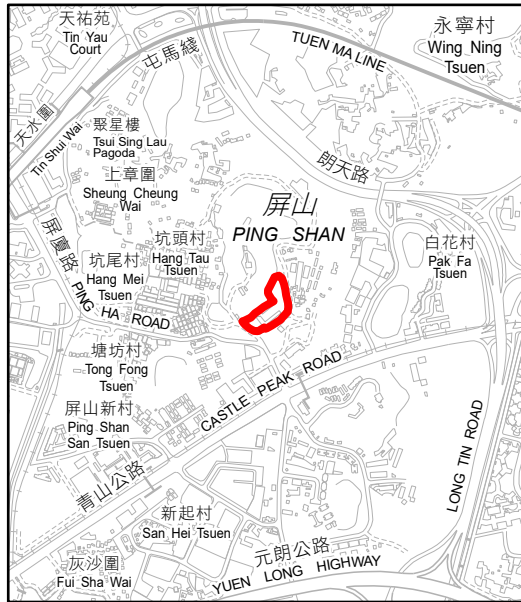 天祐苑
Tin Yau
Court
永寧村
Wing Ning
Tsuen
屯馬綫
TUEN MA LINE
天水圍
Tin Shui Wai
聚星樓
Tsui Sing Lau
Pagoda
上章圍
Sheung Cheung
Wai
朗天路
屏山
PING SHAN
屏廈路
PING HA ROAD
坑頭村
Hang Tau
Tsuen
坑尾村
Hang Mei
Tsuen
白花村
Pak Fa
Tsuen
塘坊村
Tong Fong
Tsuen
屏山新村
Ping Shan
San Tsuen
青山公路
CASTLE PEAK ROAD
LONG TIN ROAD
新起村
San Hei Tsuen
灰沙圍
Fui Sha Wai
元朗公路
YUEN LONG HIGHWAY